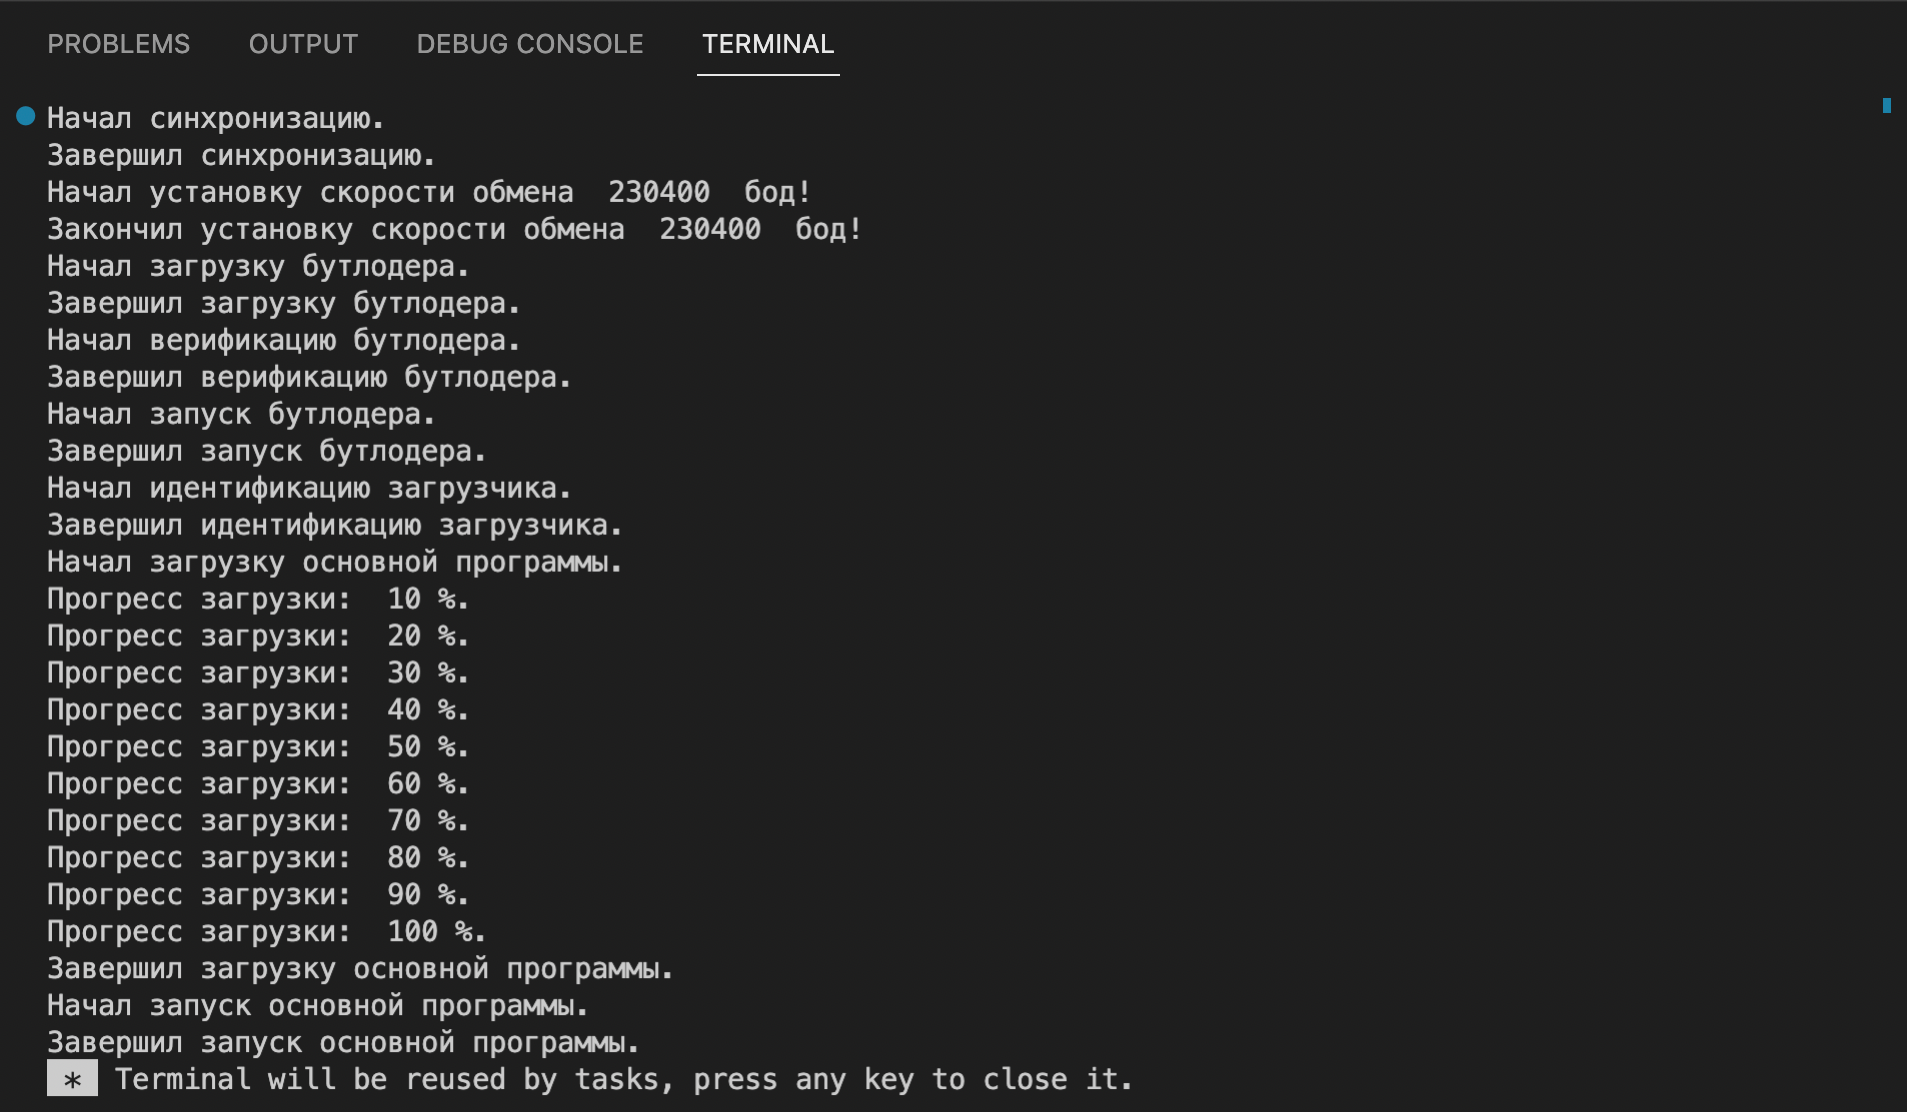 PROBLEMS OUTPUT DEBUG CONSOLE TERMINAL
Начал синхронизацию.
Завершил синхронизацию.
Начал установку скорости обмена  230400  бод!
Закончил установку скорости обмена  230400  бод!
Начал загрузку бутлодера.
Завершил загрузку бутлодера.
Начал верификацию бутлодера.
Завершил верификацию бутлодера.
Начал запуск бутлодера.
Завершил запуск бутлодера.
Начал идентификацию загрузчика.
Завершил идентификацию загрузчика.
Начал загрузку основной программы.
Прогресс загрузки:  10 %.
Прогресс загрузки:  20 %.
Прогресс загрузки:  30 %.
Прогресс загрузки:  40 %.
Прогресс загрузки:  50 %.
Прогресс загрузки:  60 %.
Прогресс загрузки:  70 %.
Прогресс загрузки:  80 %.
Прогресс загрузки:  90 %.
Прогресс загрузки:  100 %.
Завершил загрузку основной программы.
Начал запуск основной программы.
Завершил запуск основной программы.
* Terminal will be reused by tasks, press any key to close it.